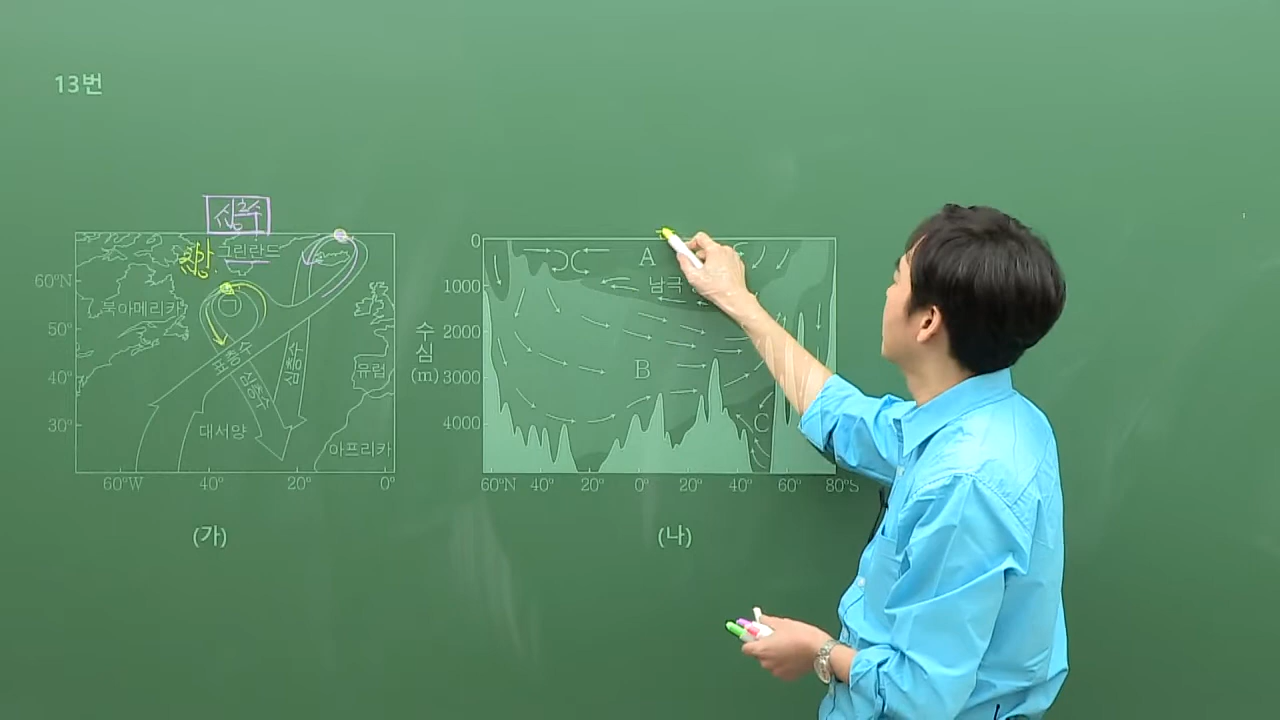 13번
심층수
침강
그린란드
60°N
50°
40°
30°
북아메리카
유럽
표층수
심층수
심층수
대서양
아프리카
60°W 40° 20° 0°
(가)
수심(m)
0
1000
2000
3000
4000
A
남극
B
C
60°N 40° 20° 0° 20° 40° 60° 80°S
(나)